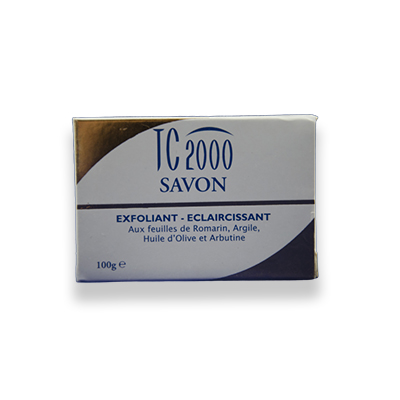 TC 2000
SAVON
EXFOLIANT - ECLAIRCISSANT
Aux feuilles de Romarin, Argile,
Huile d'Olive et Arbutine
100g ℮